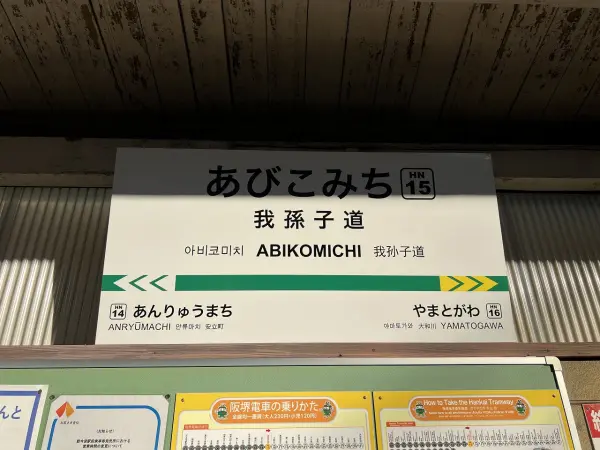 あびこみち HN 15
我孫子道
아비코미치 ABIKOMICHI 我孙子道
HN 14 あんりゅうまち
ANRYŪMACHI 안류마치 安立町
やまとがわ HN 16
야마토가와 大和川 YAMATOGAWA
阪堺電車の乗りかた
How to Take the Hankai Tramway